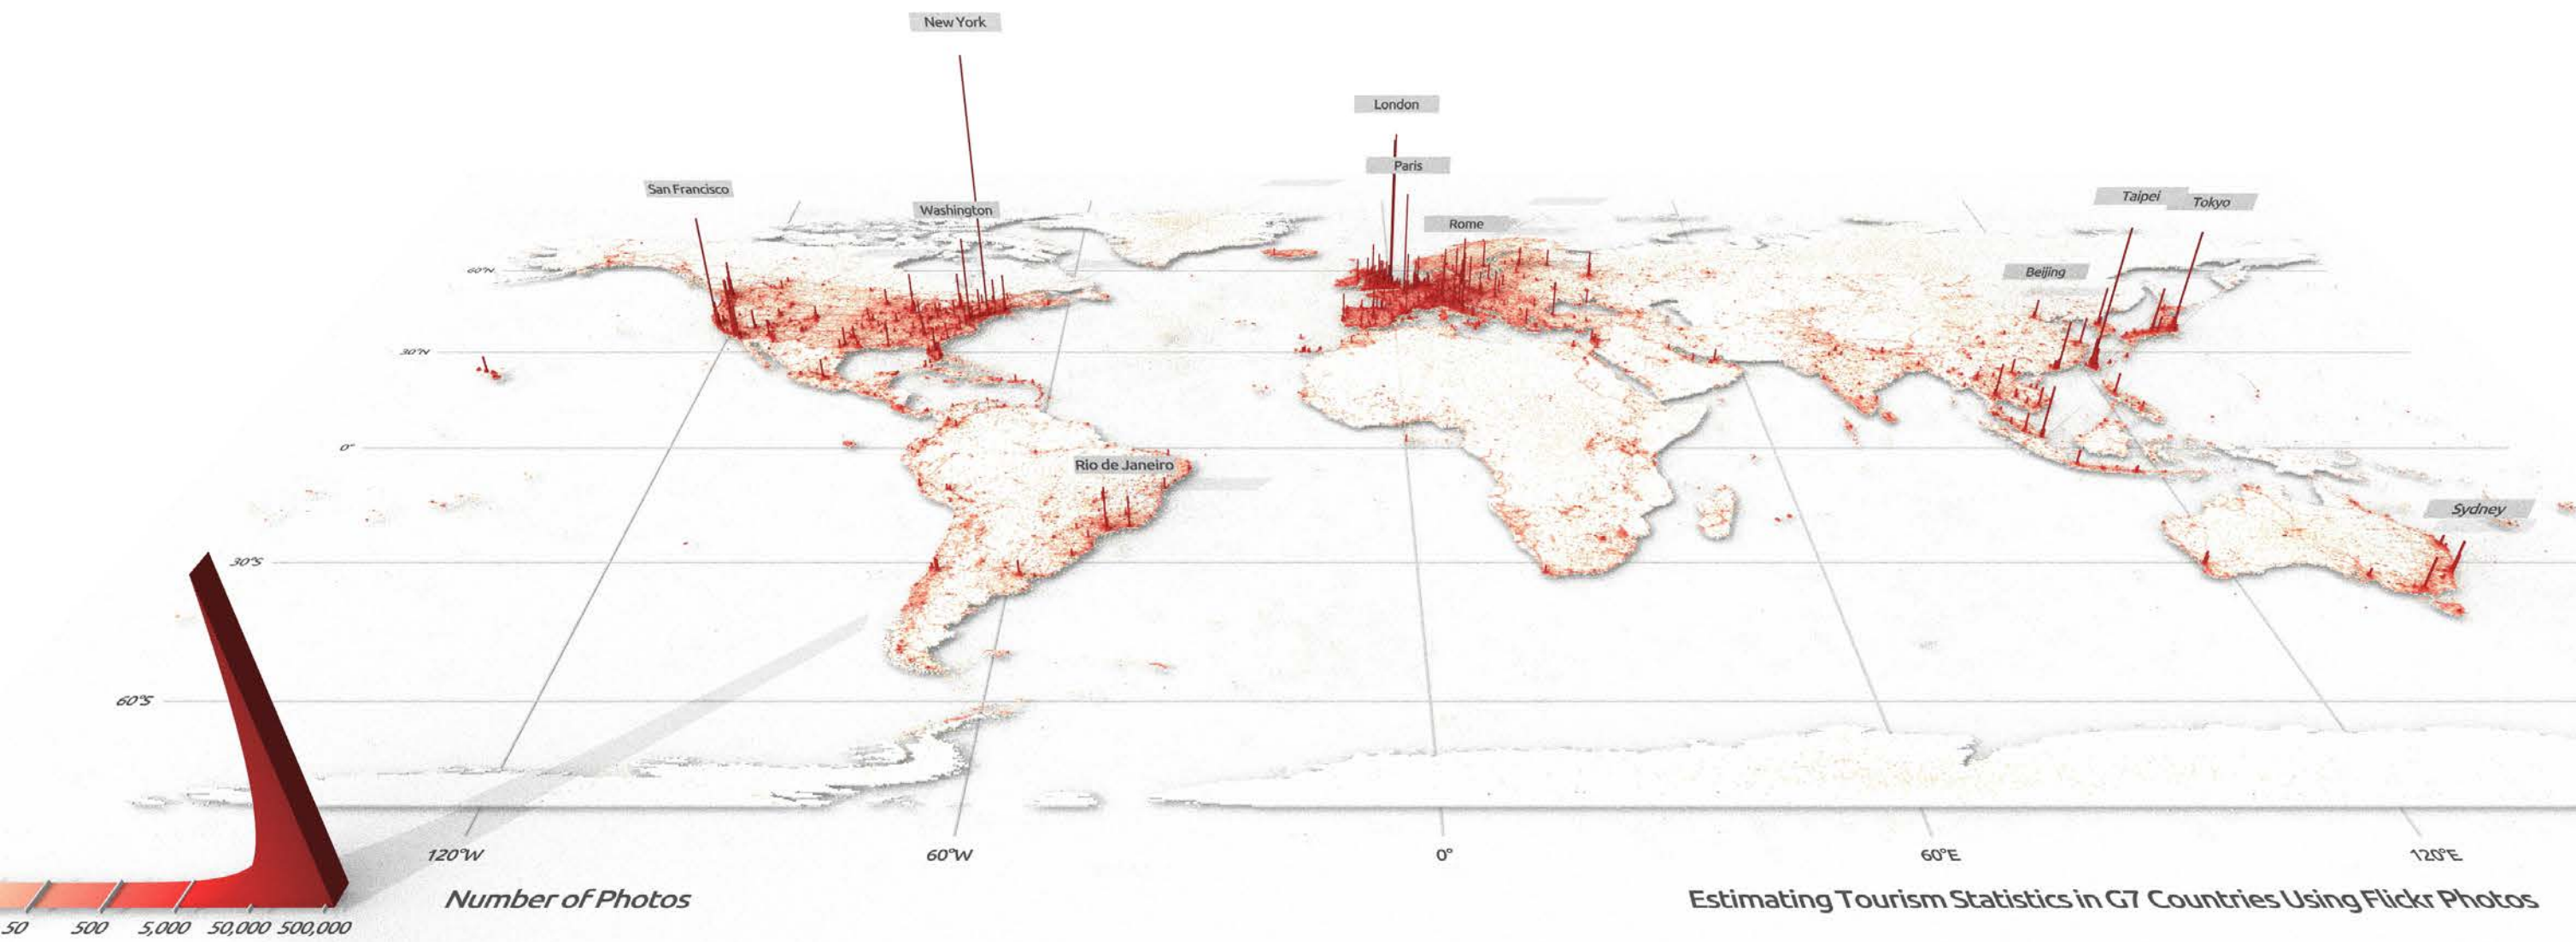 New York
London
Paris
San Francisco
Washington
Taipei
Tokyo
Rome
Beijing
60°N
30°N
0°
Rio de Janeiro
Sydney
30°S
60°S
120°W
60°W
0°
60°E
120°E
Number of Photos
Estimating Tourism Statistics in G7 Countries Using Flickr Photos
50 500 5,000 50,000 500,000